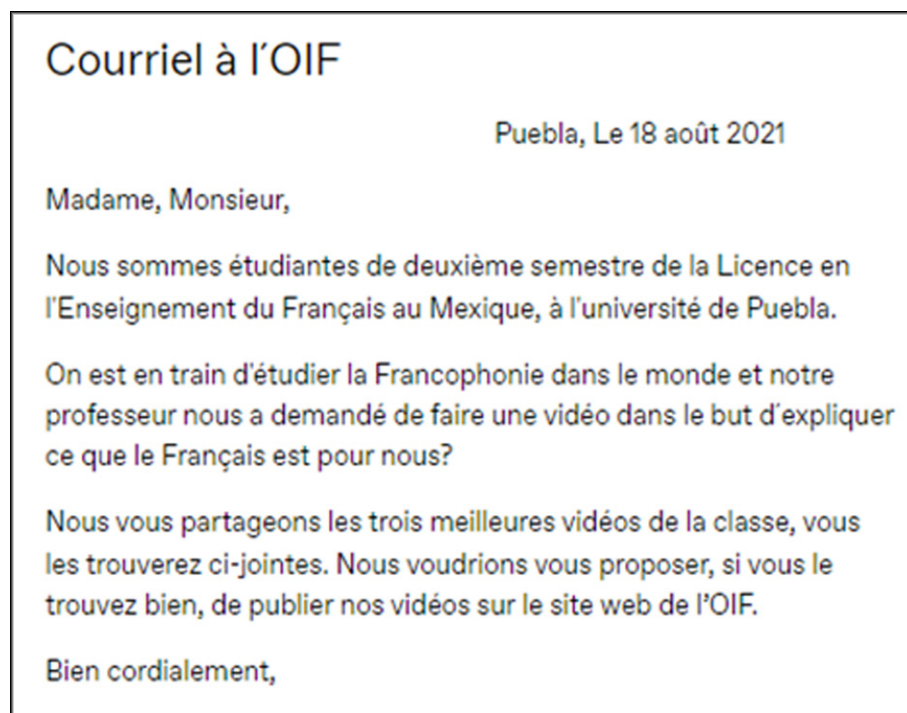 Courriel à l´OIF
Puebla, Le 18 août 2021
Madame, Monsieur,
Nous sommes étudiantes de deuxième semestre de la Licence en
l'Enseignement du Français au Mexique, à l'université de Puebla.
On est en train d'étudier la Francophonie dans le monde et notre
professeur nous a demandé de faire une vidéo dans le but d´expliquer
ce que le Français est pour nous?
Nous vous partageons les trois meilleures vidéos de la classe, vous
les trouverez ci-jointes. Nous voudrions vous proposer, si vous le
trouvez bien, de publier nos vidéos sur le site web de l’OIF.
Bien cordialement,